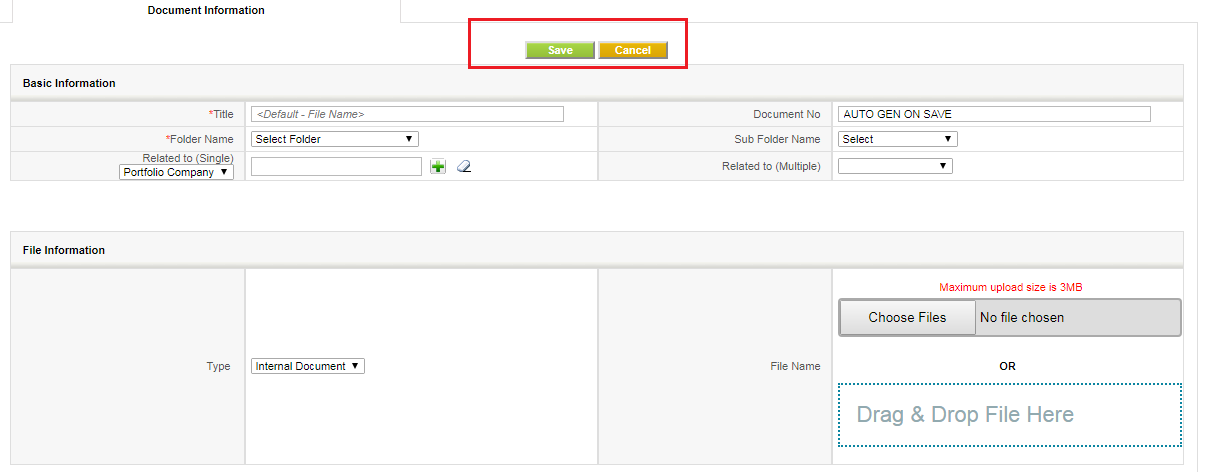 Document Information
Save Cancel
Basic Information
*Title <Default - File Name> Document No AUTO GEN ON SAVE
*Folder Name Select Folder Sub Folder Name Select
Related to (Single)
Portfolio Company Related to (Multiple)
File Information
Maximum upload size is 3MB
Choose Files No file chosen
Type Internal Document File Name OR
Drag & Drop File Here